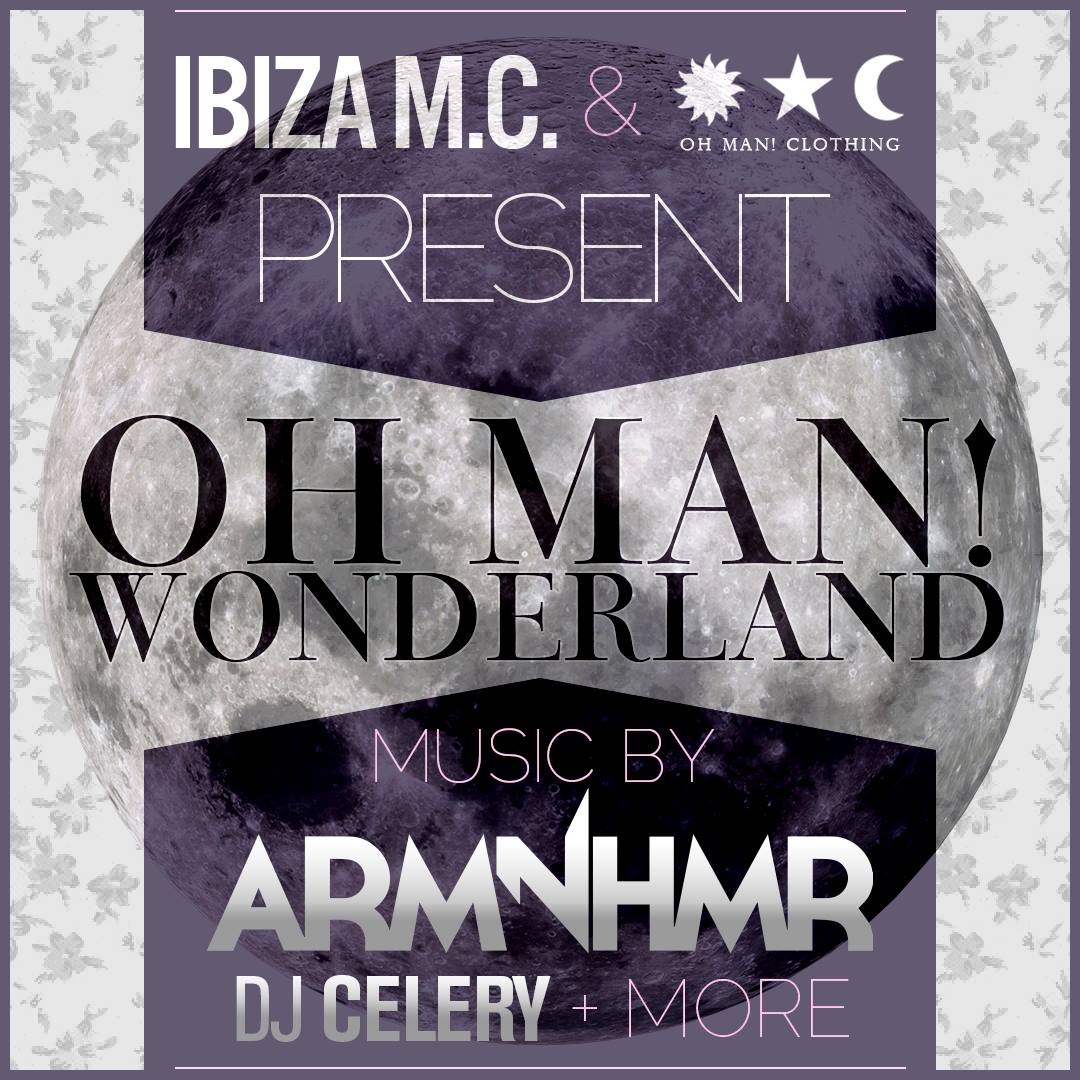 IBIZA M.C. &
OH MAN! CLOTHING
PRESENT
OH MAN!
WONDERLAND
MUSIC BY
ARMNHMR
DJ CELERY + MORE